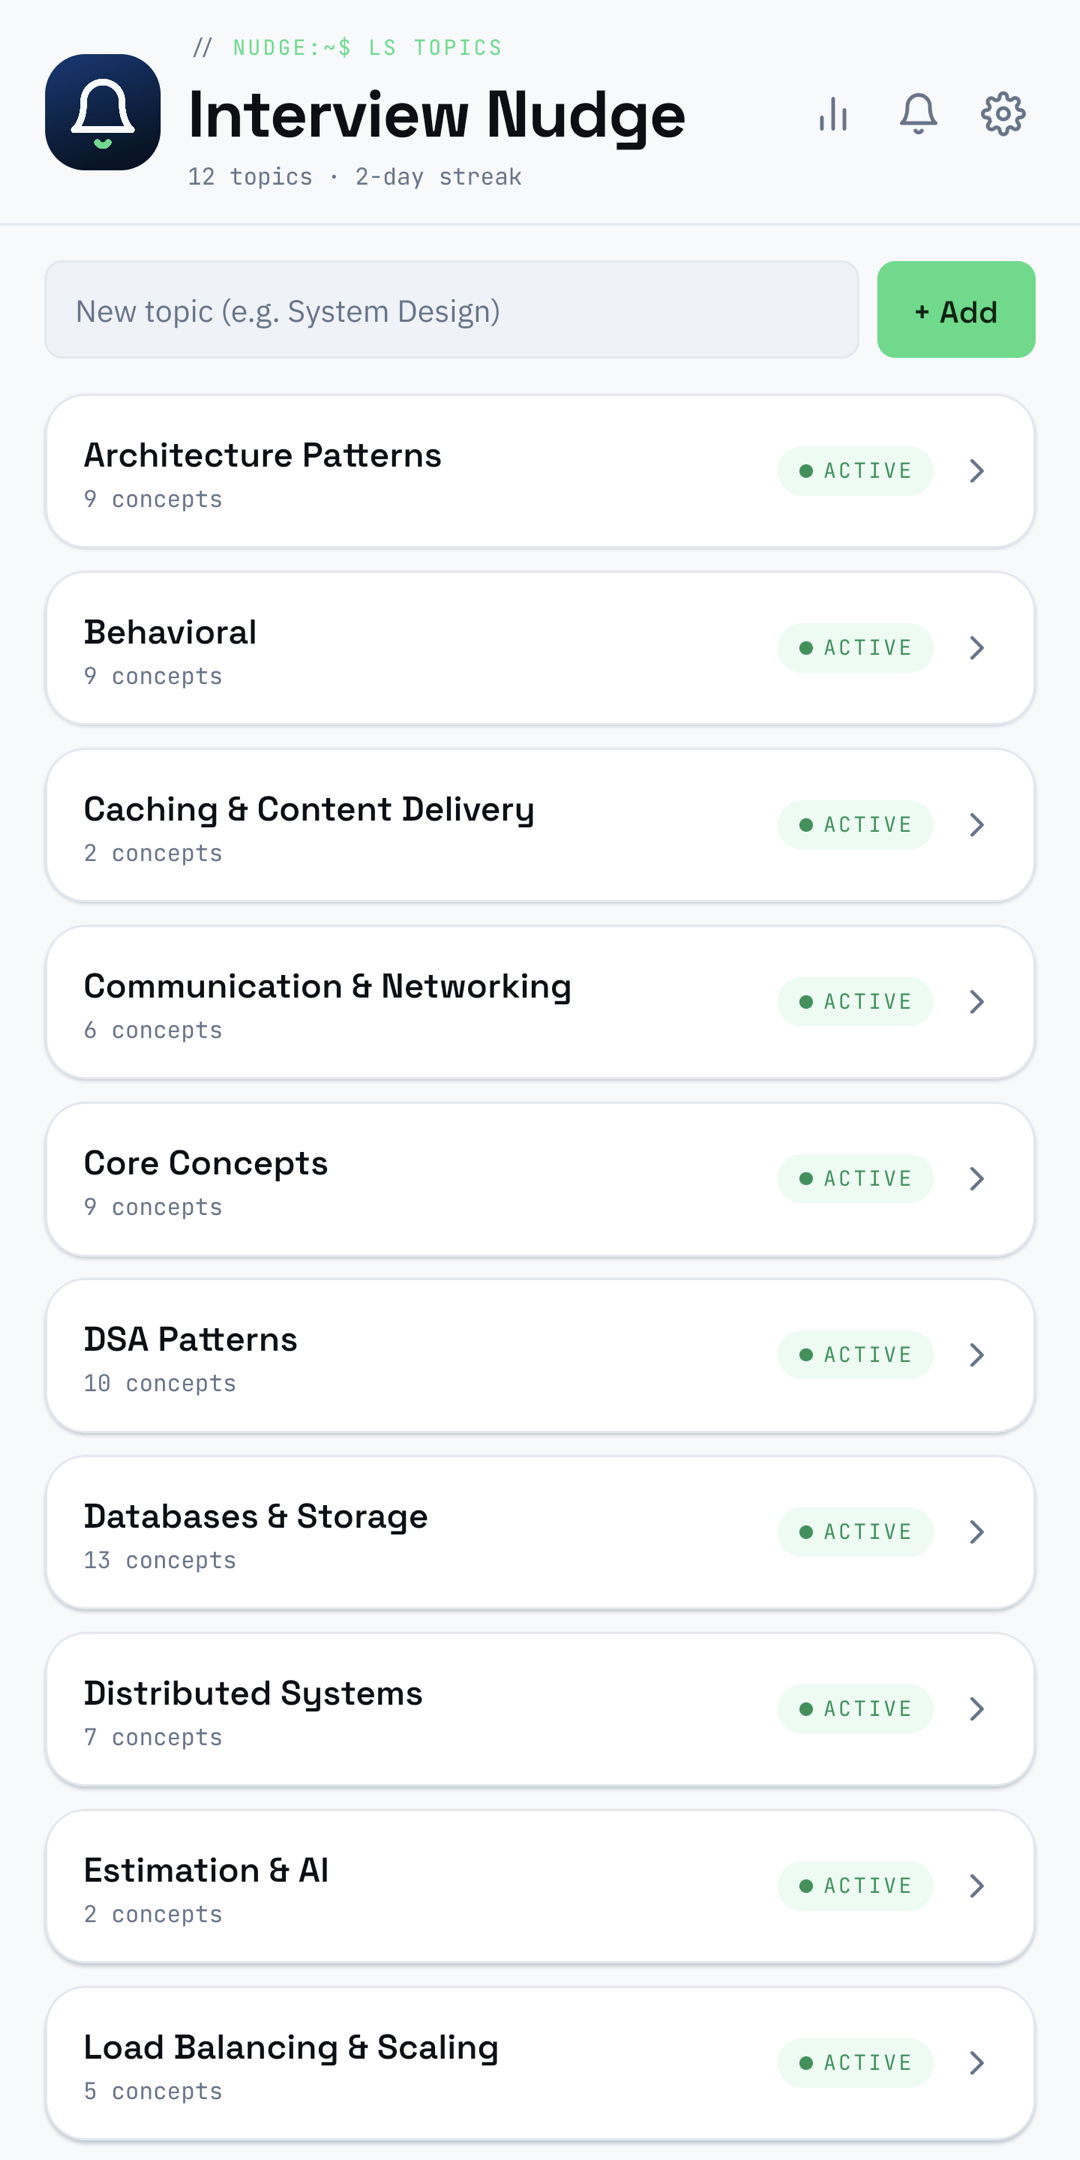 // NUDGE:~$ LS TOPICS
Interview Nudge
12 topics · 2-day streak
New topic (e.g. System Design)
+ Add
Architecture Patterns
9 concepts
ACTIVE
Behavioral
9 concepts
ACTIVE
Caching & Content Delivery
2 concepts
ACTIVE
Communication & Networking
6 concepts
ACTIVE
Core Concepts
9 concepts
ACTIVE
DSA Patterns
10 concepts
ACTIVE
Databases & Storage
13 concepts
ACTIVE
Distributed Systems
7 concepts
ACTIVE
Estimation & AI
2 concepts
ACTIVE
Load Balancing & Scaling
5 concepts
ACTIVE